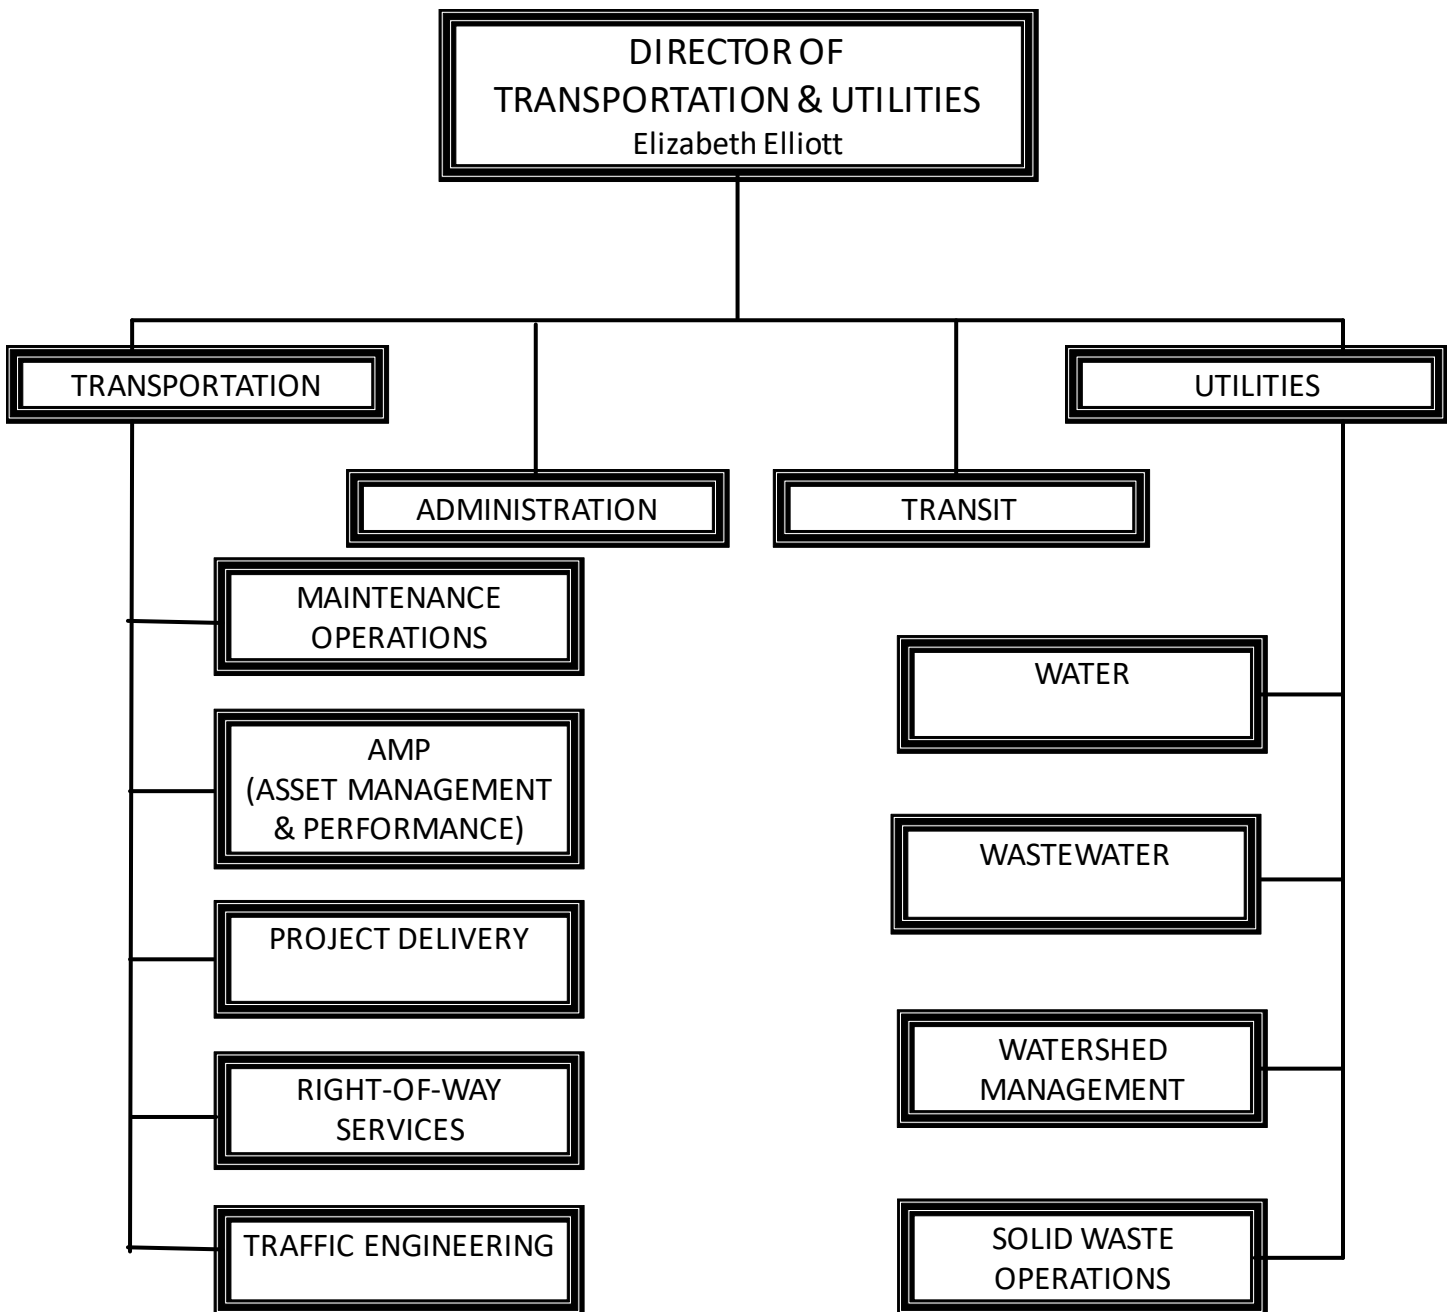 DIRECTOR OF
TRANSPORTATION & UTILITIES
Elizabeth Elliott
TRANSPORTATION
UTILITIES
ADMINISTRATION
TRANSIT
MAINTENANCE
OPERATIONS
AMP
(ASSET MANAGEMENT
& PERFORMANCE)
PROJECT DELIVERY
RIGHT-OF-WAY
SERVICES
TRAFFIC ENGINEERING
WATER
WASTEWATER
WATERSHED
MANAGEMENT
SOLID WASTE
OPERATIONS